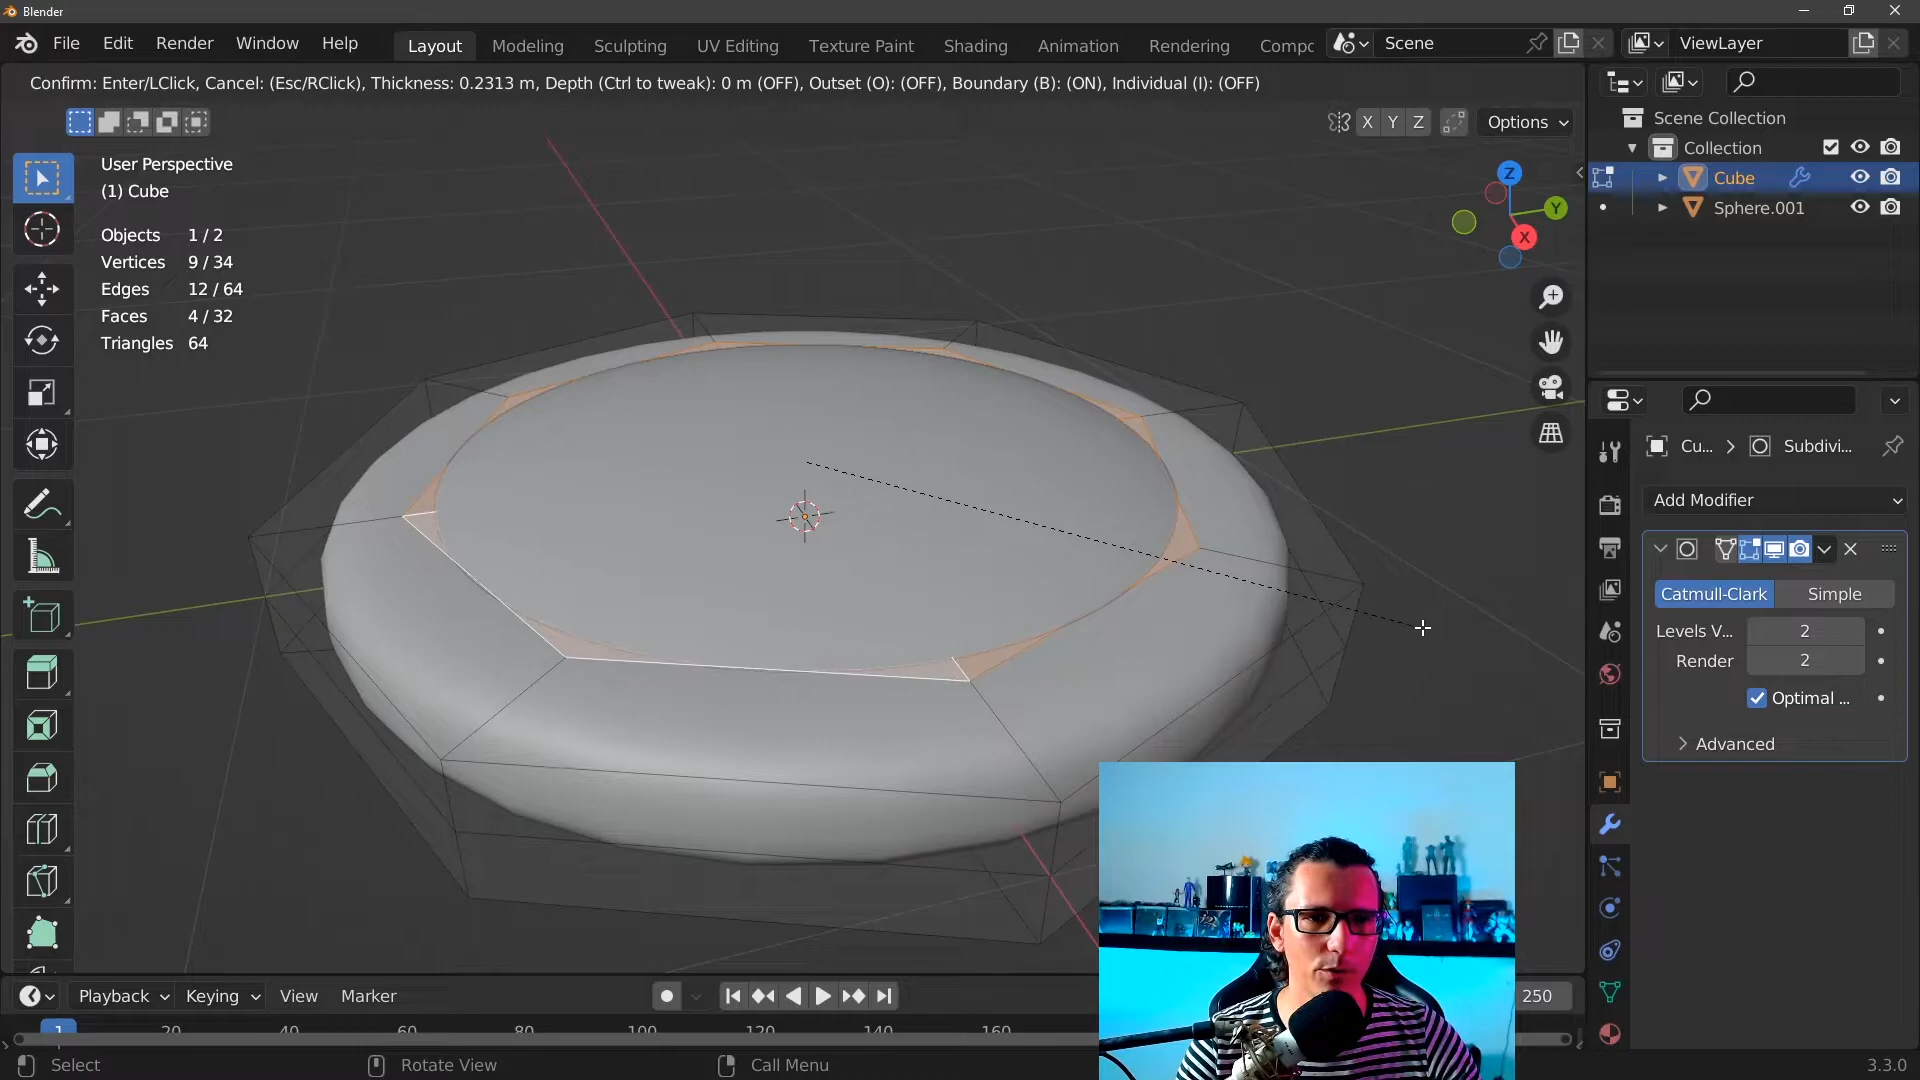 Blender
File Edit Render Window Help Layout Modeling Sculpting UV Editing Texture Paint Shading Animation Rendering Compc Scene ViewLayer
Confirm: Enter/LClick, Cancel: (Esc/RClick), Thickness: 0.2313 m, Depth (Ctrl to tweak): 0 m (OFF), Outset (O): (OFF), Boundary (B): (ON), Individual (I): (OFF)
X Y Z Options
User Perspective
(1) Cube
Objects 1 / 2
Vertices 9 / 34
Edges 12 / 64
Faces 4 / 32
Triangles 64
Z
Y
X
Scene Collection
Collection
Cube
Sphere.001
Cu... Subdivi...
Add Modifier
Catmull-Clark Simple
Levels V... 2
Render 2
Optimal ...
Advanced
Playback Keying View Marker 250
1 20 40 60 80 100 120 140 160
Select Rotate View Call Menu 3.3.0